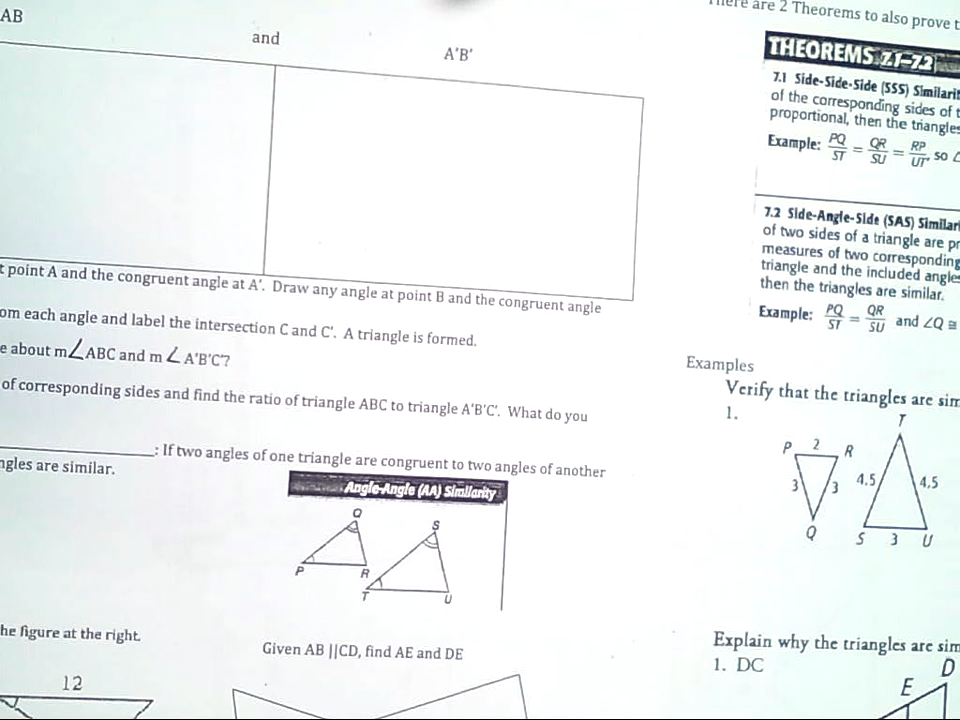 AB
and
A'B'
t point A and the congruent angle at A'. Draw any angle at point B and the congruent angle
om each angle and label the intersection C and C'. A triangle is formed.
e about m∠ABC and m∠A'B'C'?
of corresponding sides and find the ratio of triangle ABC to triangle A'B'C'. What do you
: If two angles of one triangle are congruent to two angles of another
ngles are similar.
Angle-Angle (AA) Similarity
Q
S
P
R
T
U
he figure at the right.
12
Given AB ||CD, find AE and DE
There are 2 Theorems to also prove t
THEOREMS 7.1-7.2
7.1 Side-Side-Side (SSS) Similarit
of the corresponding sides of t
proportional, then the triangles
Example: PQ/ST = QR/SU = RP/UT, so ∠
7.2 Side-Angle-Side (SAS) Similari
of two sides of a triangle are pr
measures of two corresponding
triangle and the included angles
then the triangles are similar.
Example: PQ/ST = QR/SU and ∠Q ≅
Examples
Verify that the triangles are sim
1.
T
P 2 R
3 3
4.5 4.5
Q
S 3 U
Explain why the triangles are sim
1. DC
D
E